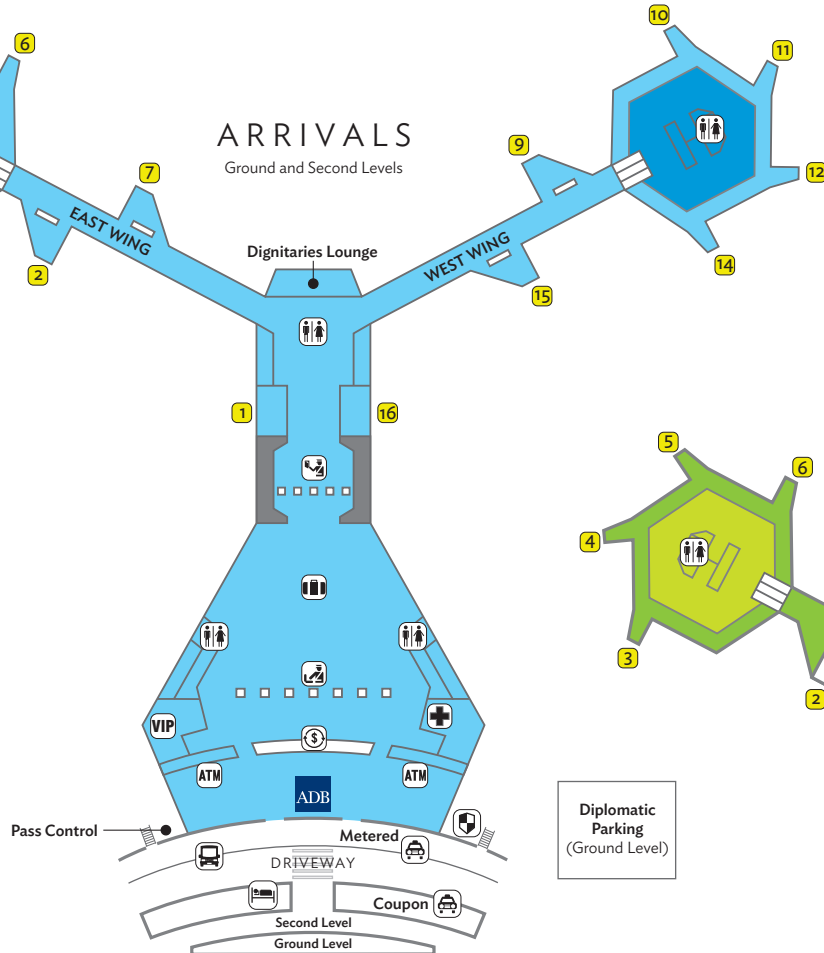 10
6
11
ARRIVALS
Ground and Second Levels
9
7
12
EAST WING
WEST WING
Dignitaries Lounge
2
14
15
1
16
5
6
4
3
2
VIP
$
ATM
ATM
ADB
Diplomatic
Parking
(Ground Level)
Pass Control
Metered
DRIVEWAY
Coupon
Second Level
Ground Level